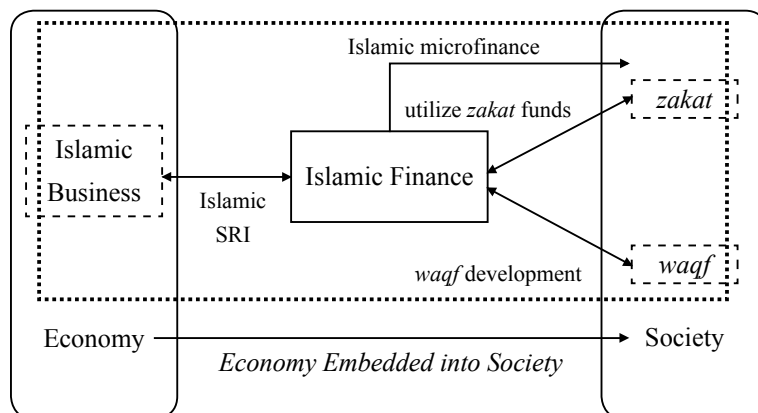 Islamic microfinance
utilize zakat funds
zakat
Islamic
Business
Islamic Finance
Islamic
SRI
waqf development
waqf
Economy
Society
Economy Embedded into Society